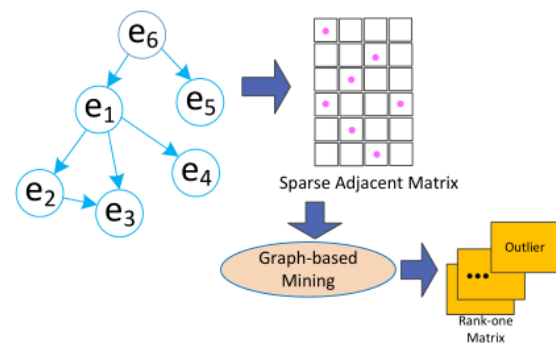 e6
e1
e5
e4
e2
e3
Sparse Adjacent Matrix
Graph-based
Mining
Outlier
•••
Rank-one
Matrix